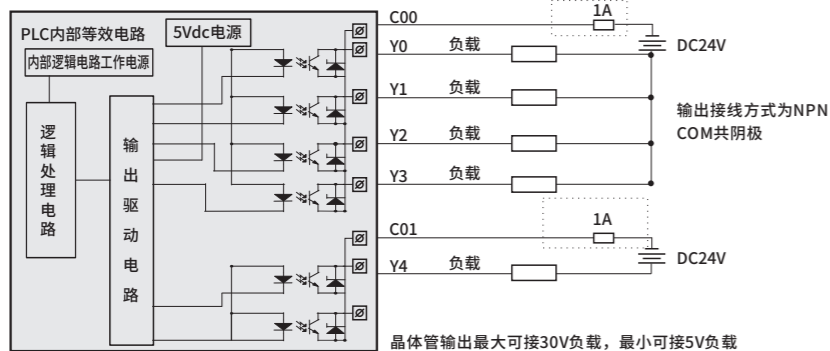 PLC内部等效电路
5Vdc电源
内部逻辑电路工作电源
逻辑处理电路
输出驱动电路
C00
1A
DC24V
Y0 负载
Y1 负载
Y2 负载
Y3 负载
输出接线方式为NPN
COM共阴极
C01
1A
DC24V
Y4 负载
晶体管输出最大可接30V负载，最小可接5V负载